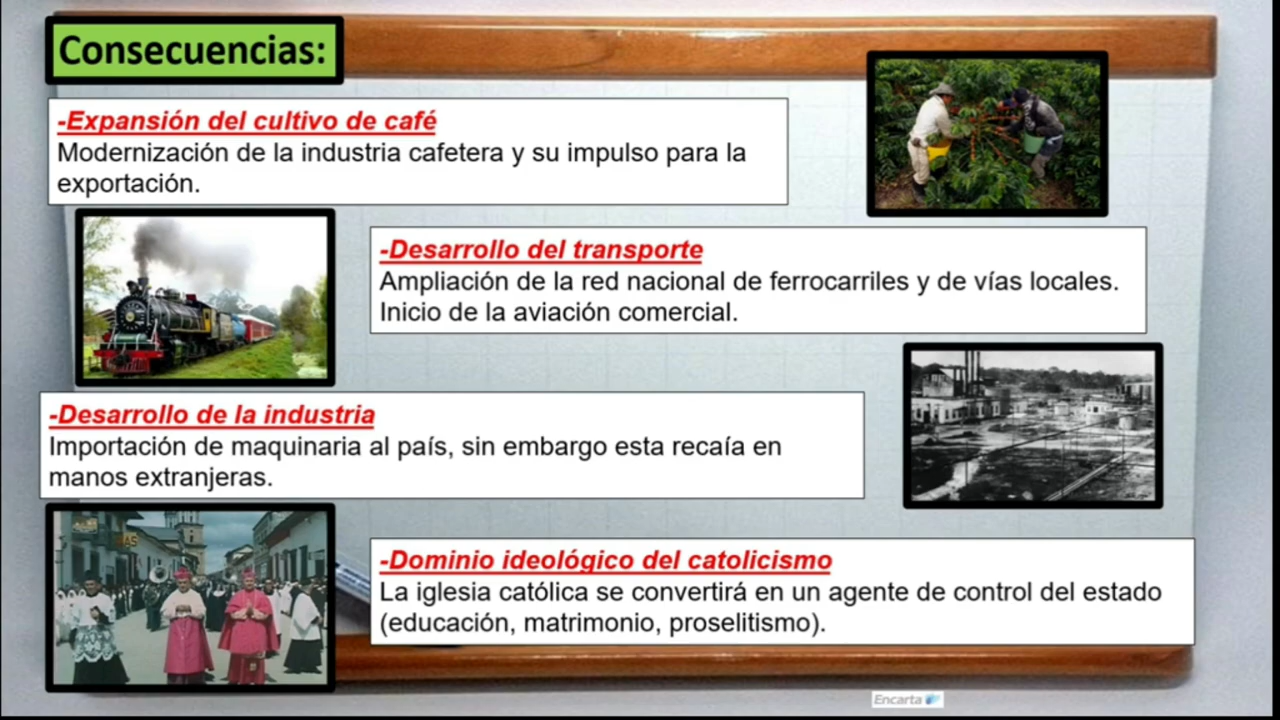 Consecuencias:
-Expansión del cultivo de café
Modernización de la industria cafetera y su impulso para la
exportación.
-Desarrollo del transporte
Ampliación de la red nacional de ferrocarriles y de vías locales.
Inicio de la aviación comercial.
-Desarrollo de la industria
Importación de maquinaria al país, sin embargo esta recaía en
manos extranjeras.
-Dominio ideológico del catolicismo
La iglesia católica se convertirá en un agente de control del estado
(educación, matrimonio, proselitismo).
Encarta